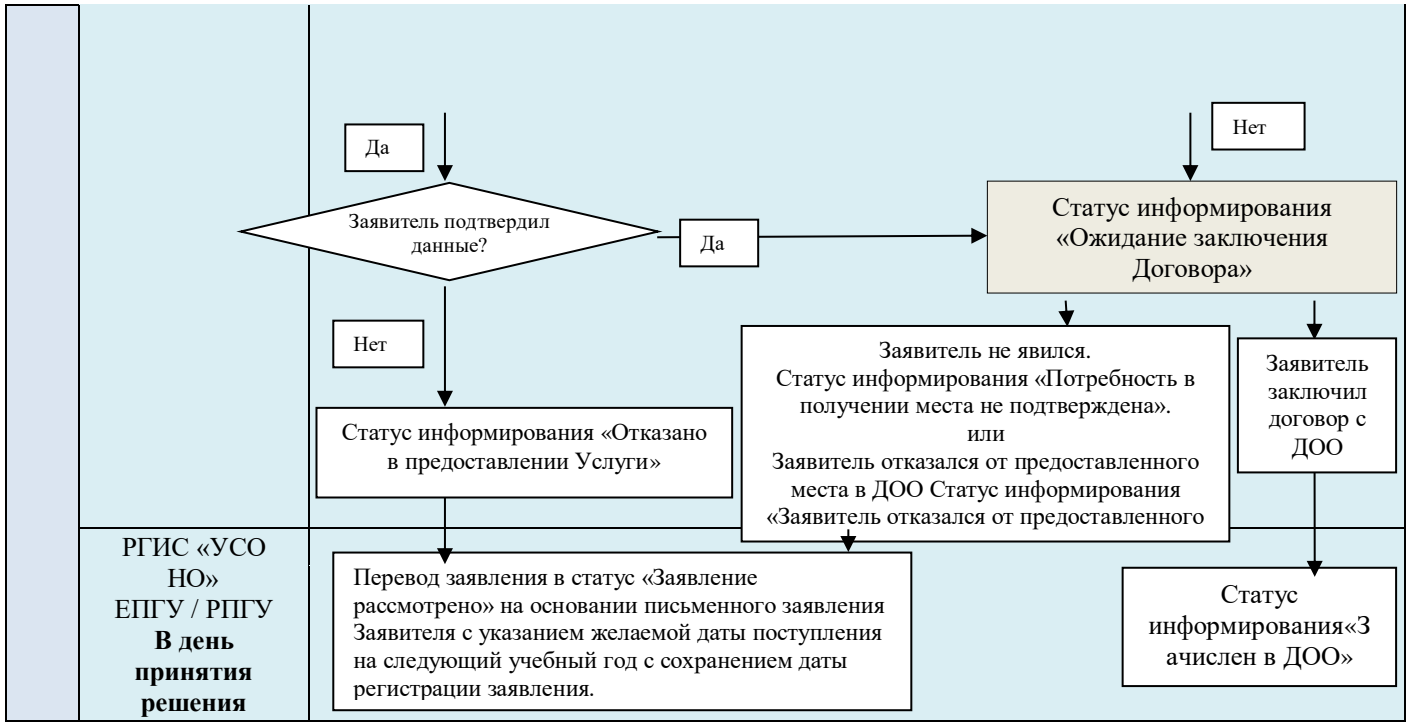 Да
Нет
Заявитель подтвердил
данные?
Да
Статус информирования
«Ожидание заключения
Договора»
Нет
Статус информирования «Отказано
в предоставлении Услуги»
Заявитель не явился.
Статус информирования «Потребность в
получении места не подтверждена».
или
Заявитель отказался от предоставленного
места в ДОО Статус информирования
«Заявитель отказался от предоставленного
Заявитель
заключил
договор с
ДОО
РГИС «УСО
НО»
ЕПГУ / РПГУ
В день
принятия
решения
Перевод заявления в статус «Заявление
рассмотрено» на основании письменного заявления
Заявителя с указанием желаемой даты поступления
на следующий учебный год с сохранением даты
регистрации заявления.
Статус
информирования«З
ачислен в ДОО»